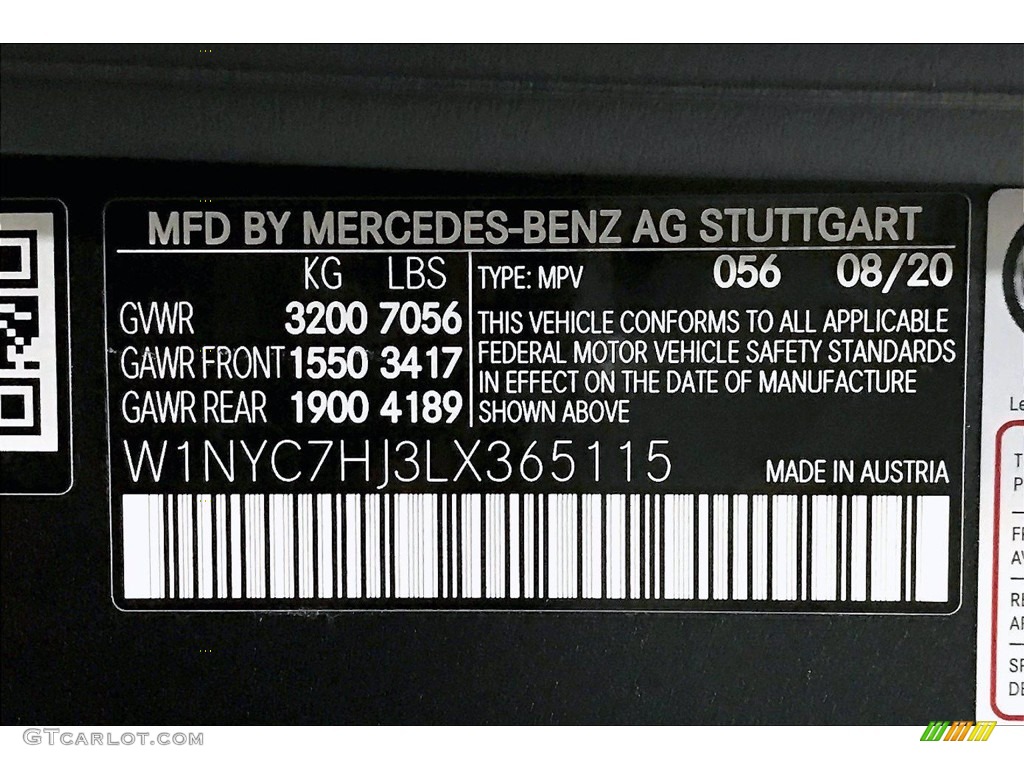 MFD BY MERCEDES-BENZ AG STUTTGART
KG LBS
GVWR 3200 7056
GAWR FRONT 1550 3417
GAWR REAR 1900 4189
TYPE: MPV 056 08/20
THIS VEHICLE CONFORMS TO ALL APPLICABLE
FEDERAL MOTOR VEHICLE SAFETY STANDARDS
IN EFFECT ON THE DATE OF MANUFACTURE
SHOWN ABOVE
W1NYC7HJ3LX365115
MADE IN AUSTRIA
GTCARLOT.COM